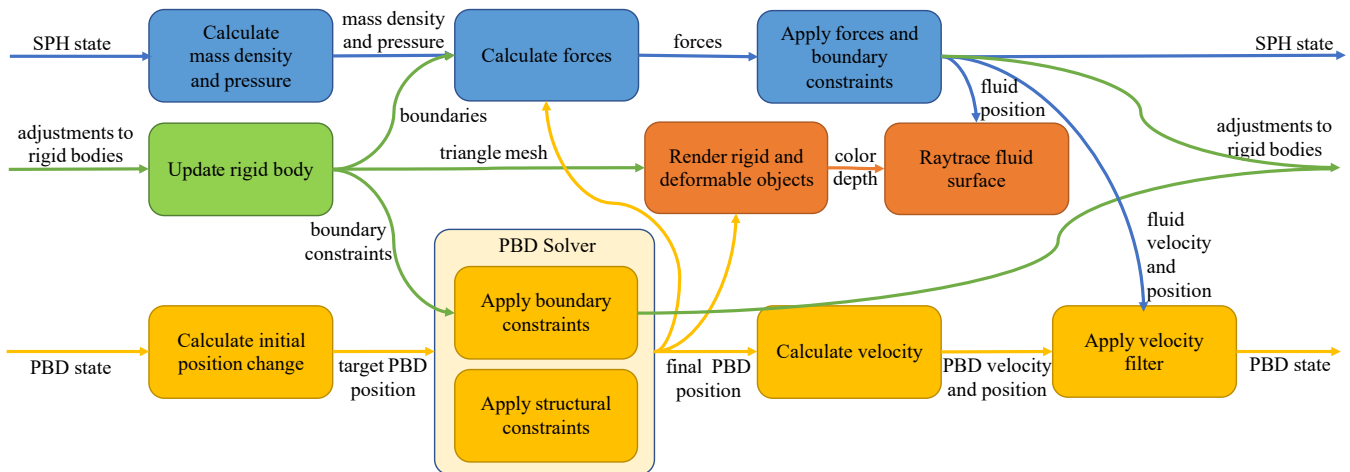 SPH state
Calculate
mass density
and pressure
mass density
and pressure
Calculate forces
forces
Apply forces and
boundary
constraints
SPH state
fluid
position
adjustments to
rigid bodies
Update rigid body
boundaries
triangle mesh
Render rigid and
deformable objects
color
depth
Raytrace fluid
surface
adjustments to
rigid bodies
boundary
constraints
fluid
velocity
and
position
PBD Solver
Apply boundary
constraints
Apply structural
constraints
PBD state
Calculate initial
position change
target PBD
position
final PBD
position
Calculate velocity
PBD velocity
and position
Apply velocity
filter
PBD state